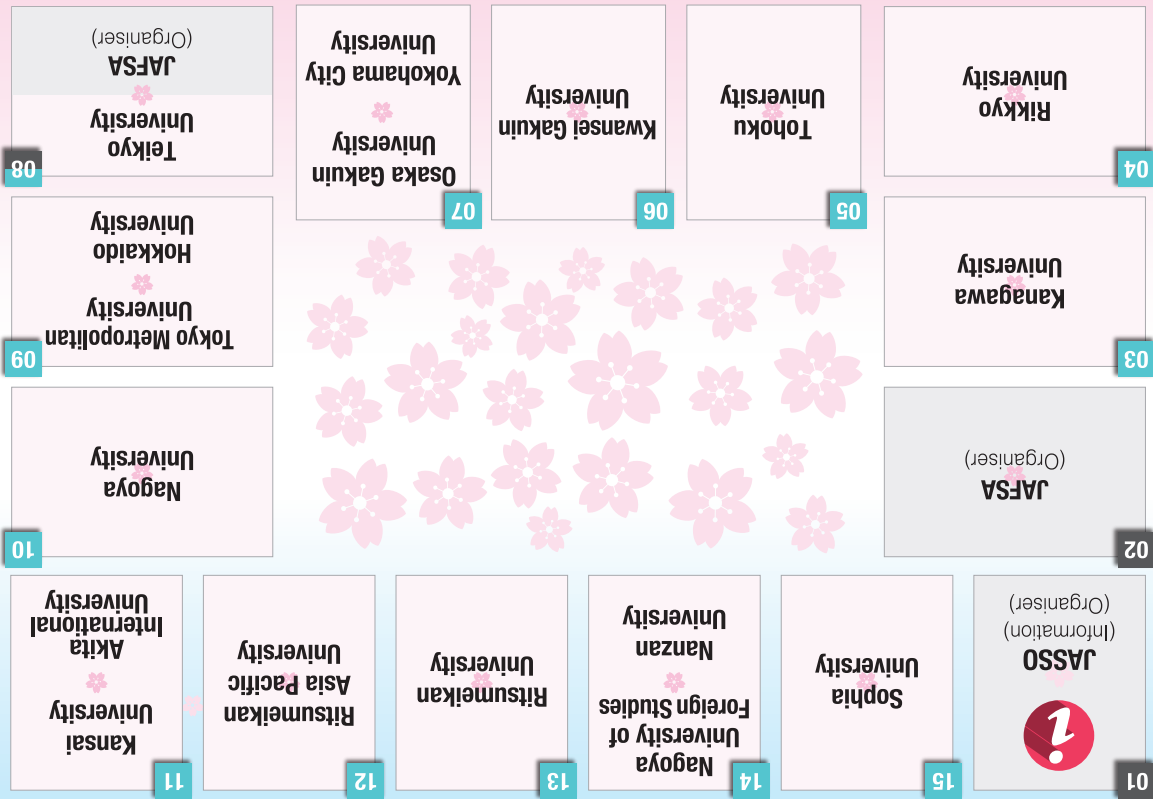 01
i
JASSO
(Information)
(Organiser)
15
Sophia
University
14
Nagoya
University of
Foreign Studies
Nanzan
University
13
Ritsumeikan
University
12
Ritsumeikan
Asia Pacific
University
11
Kansai
University
Akita
International
University
02
JAFSA
(Organiser)
10
Nagoya
University
03
Kanagawa
University
09
Tokyo Metropolitan
University
Hokkaido
University
04
Rikkyo
University
05
Tohoku
University
06
Kwansei Gakuin
University
07
Osaka Gakuin
University
Yokohama City
University
08
Teikyo
University
JAFSA
(Organiser)